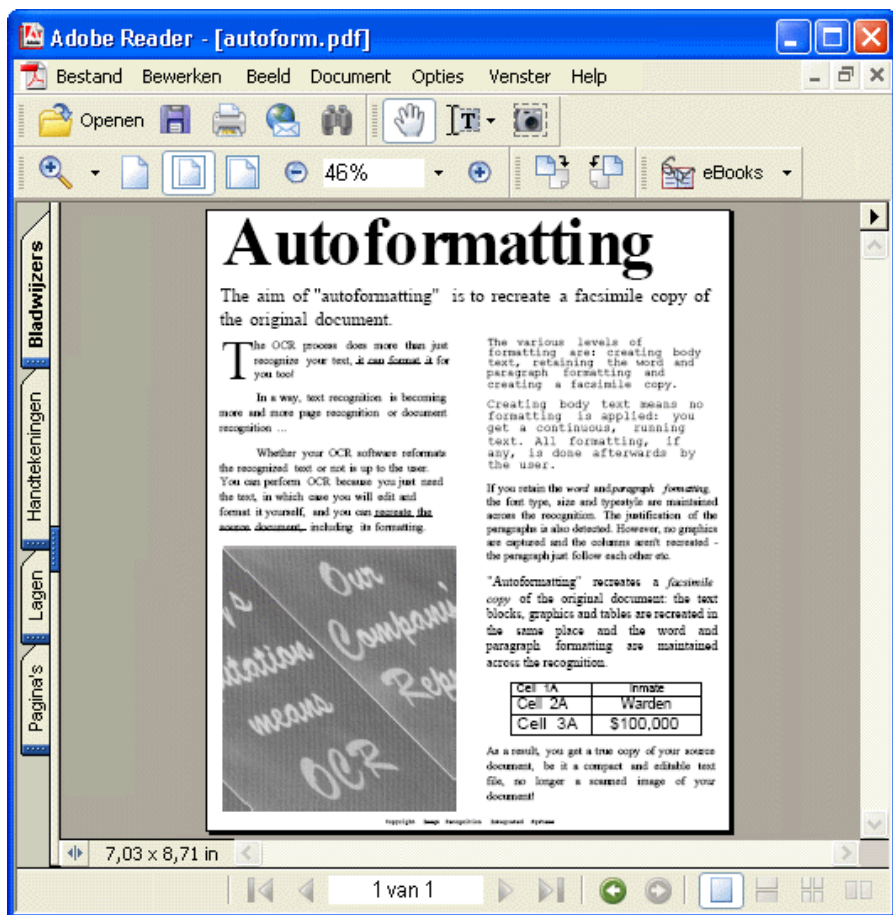 Adobe Reader - [autoform.pdf]
Bestand Bewerken Beeld Document Opties Venster Help
Openen
46%
eBooks
Bladwijzers
Handtekeningen
Lagen
Pagina's
Autoformatting
The aim of "autoformatting" is to recreate a facsimile copy of
the original document.
The OCR process does more than just
recognize your text, it can format it for
you too!
In a way, text recognition is becoming
more and more page recognition or document
recognition ...
Whether your OCR software reformats
the recognized text or not is up to the user.
You can perform OCR because you just need
the text, in which case you will edit and
format it yourself, and you can recreate the
source document, including its formatting.
Our
Companis
Rep
utation
means
OCR
The various levels of
formatting are: creating body
text, retaining the word and
paragraph formatting and
creating a facsimile copy.
Creating body text means no
formatting is applied: you
get a continuous, running
text. All formatting, if
any, is done afterwards by
the user.
If you retain the word and paragraph formatting,
the font type, size and typestyle are maintained
across the recognition. The justification of the
paragraphs is also detected. However, no graphics
are captured and the columns aren't recreated -
the paragraph just follow each other etc.
"Autoformatting" recreates a facsimile
copy of the original document: the text
blocks, graphics and tables are recreated in
the same place and the word and
paragraph formatting are maintained
across the recognition.
Cell 1A Inmate
Cell 2A Warden
Cell 3A $100,000
As a result, you get a true copy of your source
document, be it a compact and editable text
file, no longer a scanned image of your
document!
Copyright Image Recognition Integrated Systems
7,03 x 8,71 in
1 van 1